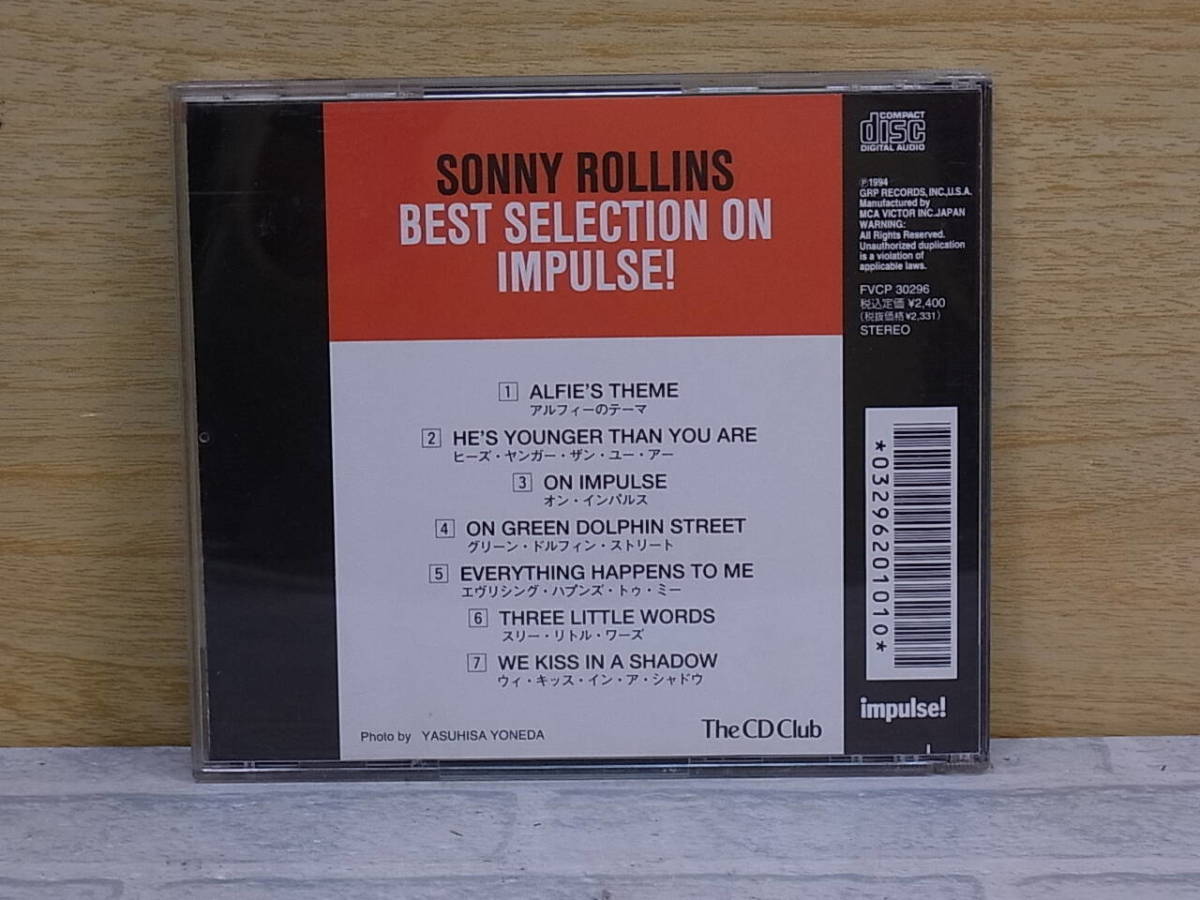 SONNY ROLLINS
BEST SELECTION ON
IMPULSE!
1 ALFIE'S THEME
アルフィーのテーマ
2 HE'S YOUNGER THAN YOU ARE
ヒーズ・ヤンガー・ザン・ユー・アー
3 ON IMPULSE
オン・インパルス
4 ON GREEN DOLPHIN STREET
グリーン・ドルフィン・ストリート
5 EVERYTHING HAPPENS TO ME
エヴリシング・ハプンズ・トゥ・ミー
6 THREE LITTLE WORDS
スリー・リトル・ワーズ
7 WE KISS IN A SHADOW
ウィ・キッス・イン・ア・シャドウ
Photo by YASUHISA YONEDA
The CD Club
COMPACT
disc
DIGITAL AUDIO
Ⓟ1994
GRP RECORDS, INC.,U.S.A.
Manufactured by
MCA VICTOR INC.JAPAN
WARNING:
All Rights Reserved.
Unauthorized duplication
is a violation of
applicable laws.
FVCP 30296
税込定価 ¥2,400
(税抜価格¥2,331)
STEREO
*0329620101010*
impulse!